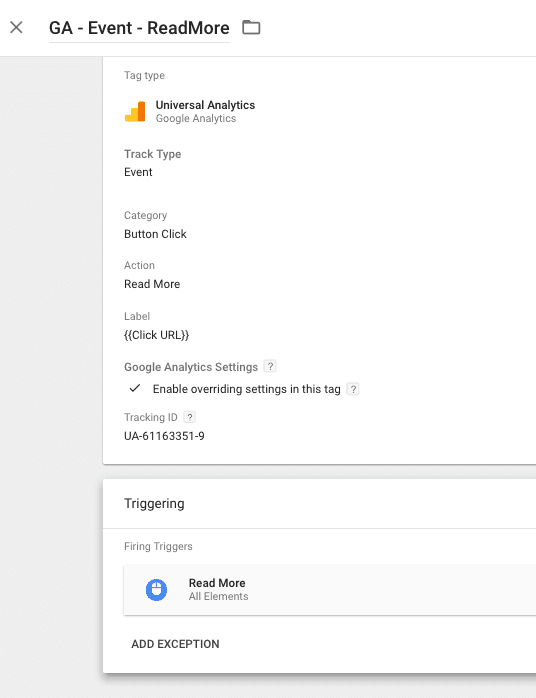 GA - Event - ReadMore
Tag type
Universal Analytics
Google Analytics
Track Type
Event
Category
Button Click
Action
Read More
Label
{{Click URL}}
Google Analytics Settings ?
Enable overriding settings in this tag ?
Tracking ID ?
UA-61163351-9
Triggering
Firing Triggers
Read More
All Elements
ADD EXCEPTION